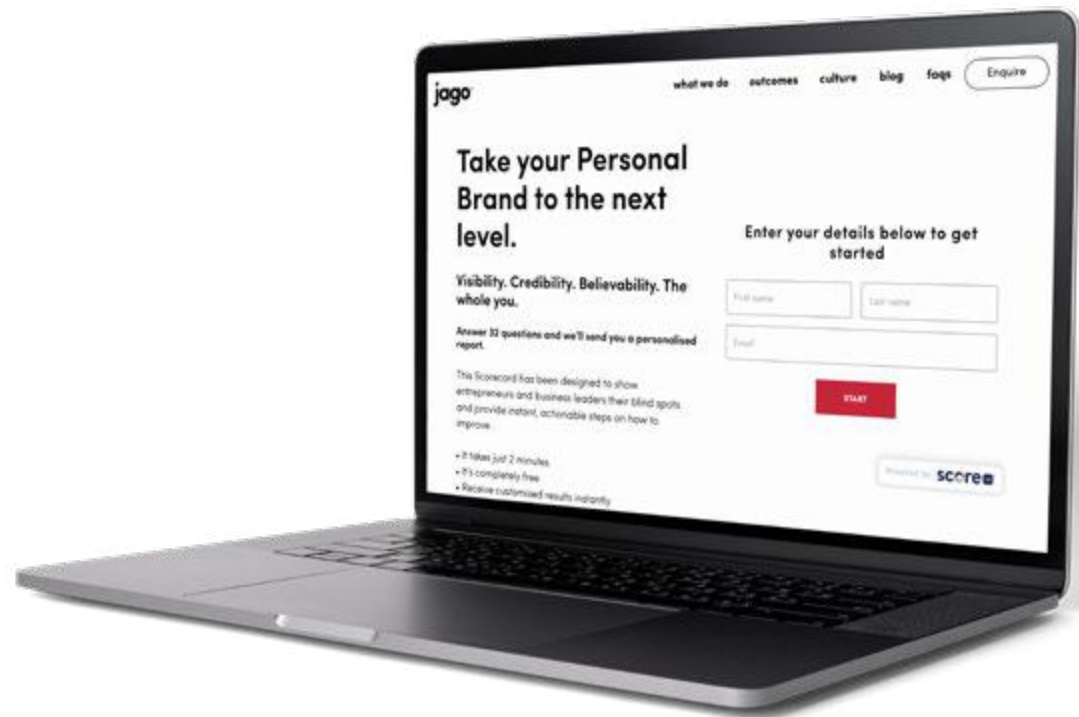 jago
what we do outcomes culture blog faqs Enquire
Take your Personal
Brand to the next
level.
Visibility. Credibility. Believability. The
whole you.
Answer 32 questions and we'll send you a personalised
report.
This Scorecard has been designed to show
entrepreneurs and business leaders their blind spots
and provide instant, actionable steps on how to
improve.
• It takes just 2 minutes
• It's completely free
• Receive customised results instantly
Enter your details below to get
started
First name Last name
Email
START
Powered by score